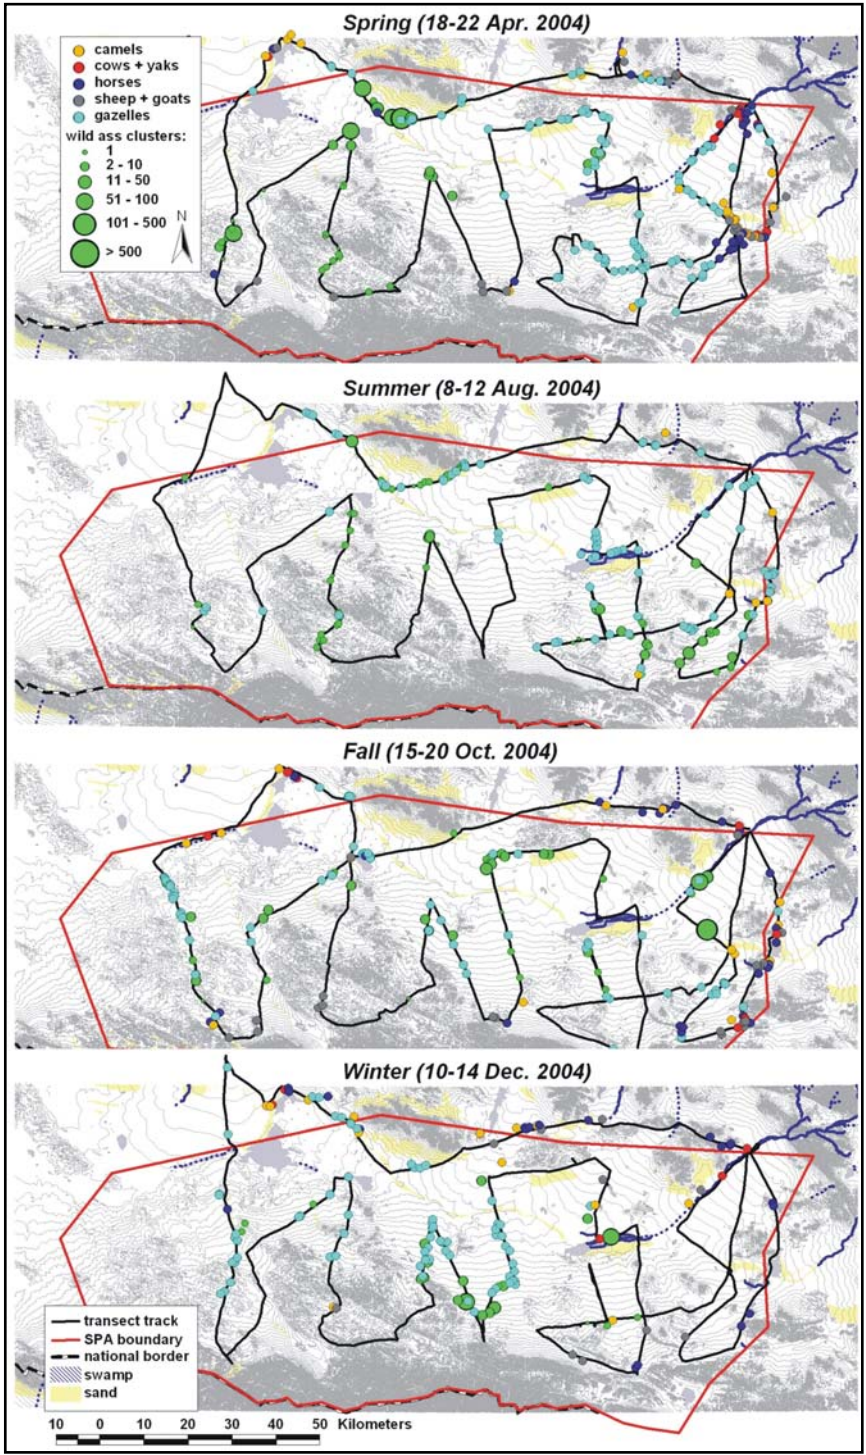 Spring (18-22 Apr. 2004)
camels
cows + yaks
horses
sheep + goats
gazelles
wild ass clusters:
1
2 - 10
11 - 50
51 - 100
101 - 500
> 500
N
Summer (8-12 Aug. 2004)
Fall (15-20 Oct. 2004)
Winter (10-14 Dec. 2004)
transect track
SPA boundary
national border
swamp
sand
10 0 10 20 30 40 50 Kilometers